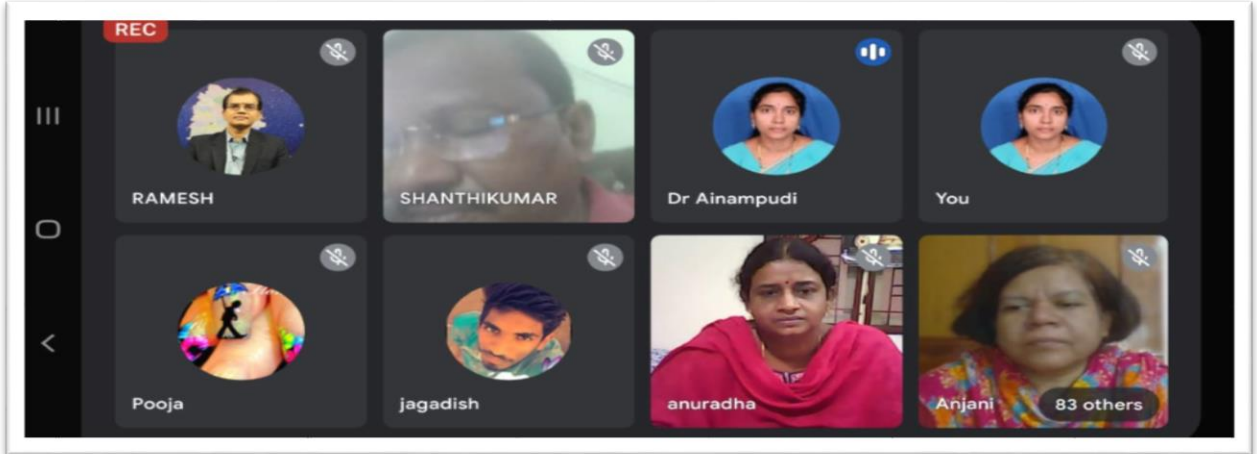 REC
RAMESH
SHANTHIKUMAR
Dr Ainampudi
You
Pooja
jagadish
anuradha
Anjani
83 others